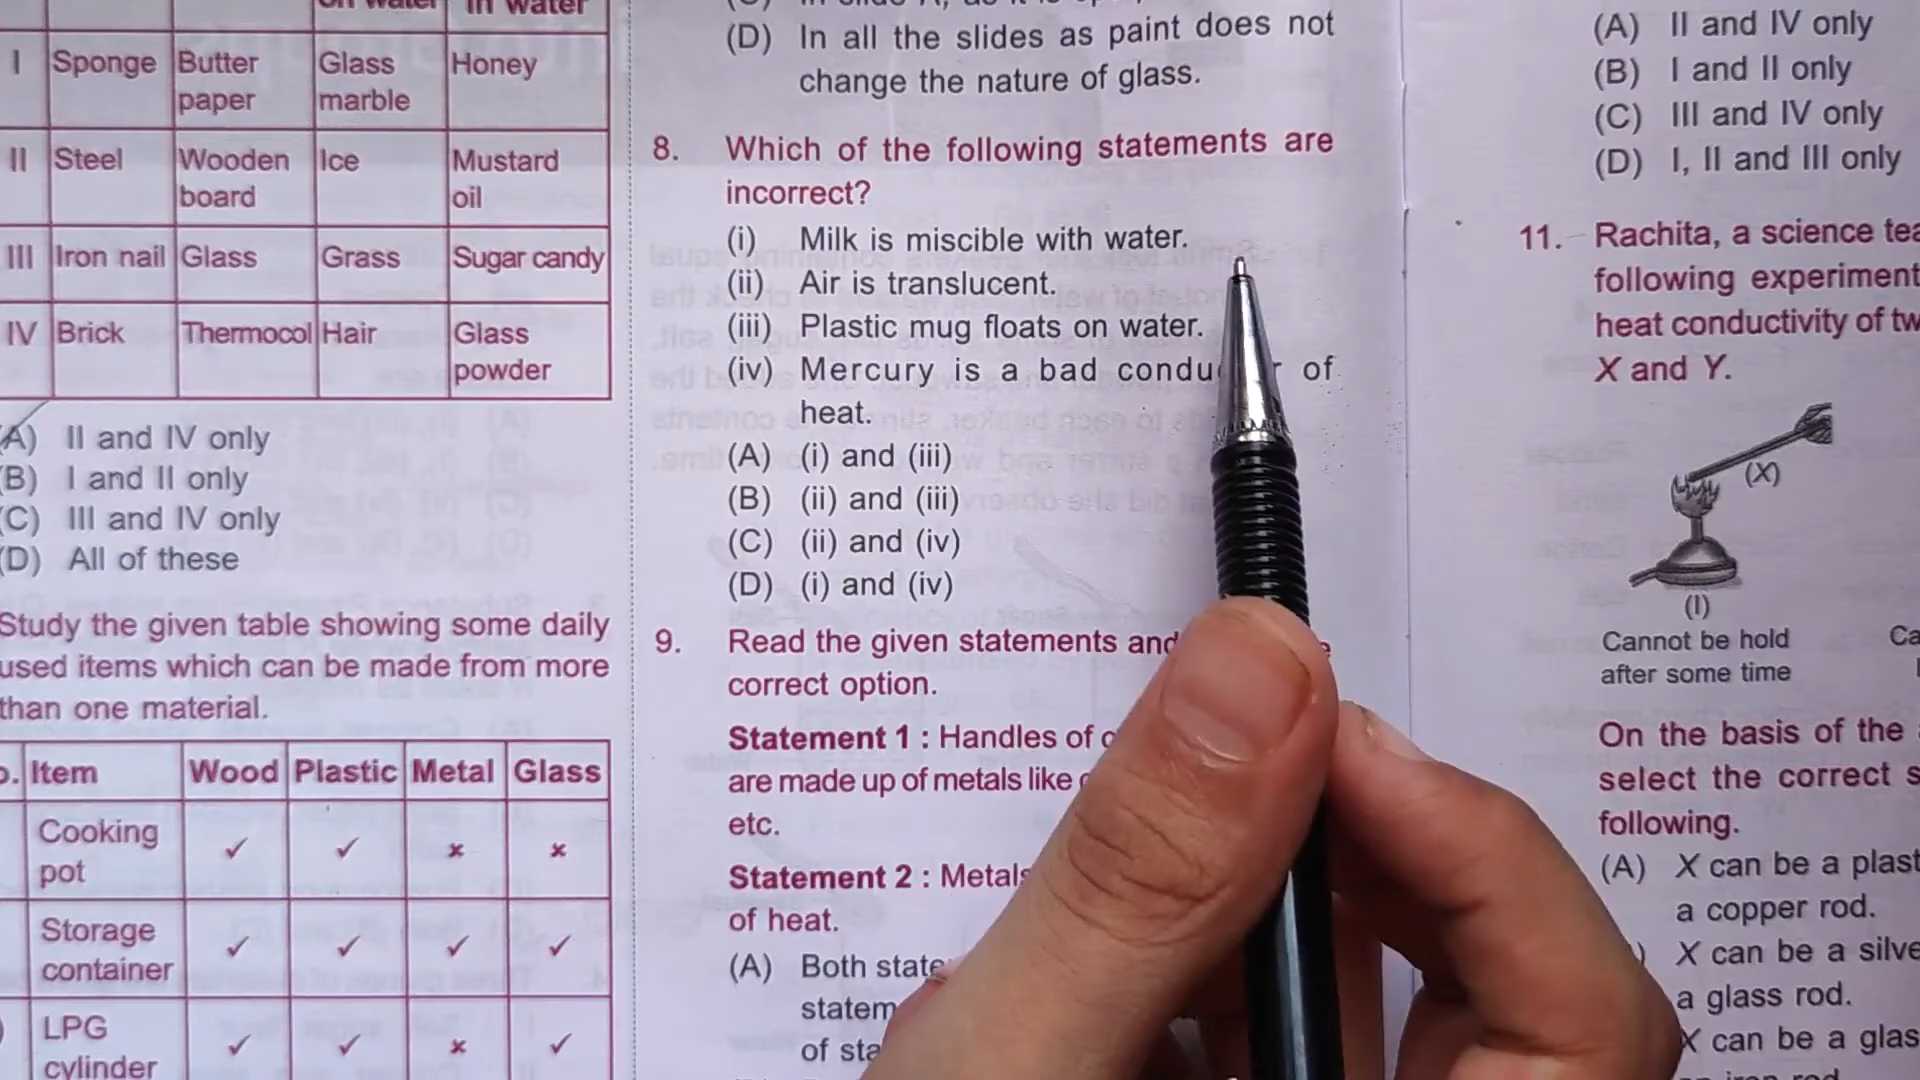 on water in water
I Sponge Butter paper Glass marble Honey
II Steel Wooden board Ice Mustard oil
III Iron nail Glass Grass Sugar candy
IV Brick Thermocol Hair Glass powder
(A) II and IV only
(B) I and II only
(C) III and IV only
(D) All of these
Study the given table showing some daily
used items which can be made from more
than one material.
Item Wood Plastic Metal Glass
Cooking pot ✓ ✓ × ×
Storage container ✓ ✓ ✓ ✓
LPG cylinder ✓ ✓ × ✓
(D) In all the slides as paint does not
change the nature of glass.
8. Which of the following statements are
incorrect?
(i) Milk is miscible with water.
(ii) Air is translucent.
(iii) Plastic mug floats on water.
(iv) Mercury is a bad of
heat.
(A) (i) and (iii)
(B) (ii) and (iii)
(C) (ii) and (iv)
(D) (i) and (iv)
9. Read the given statements and
correct option.
Statement 1 : Handles of
are made up of metals like
etc.
Statement 2 : Metals
of heat.
(A) Both
of
(A) II and IV only
(B) I and II only
(C) III and IV only
(D) I, II and III only
11. Rachita, a science
following experiment
heat conductivity of
X and Y.
(X)
(I)
Cannot be hold
after some time
On the basis of the
select the correct
following.
(A) X can be a
a copper rod.
X can be a
a glass rod.
X can be a